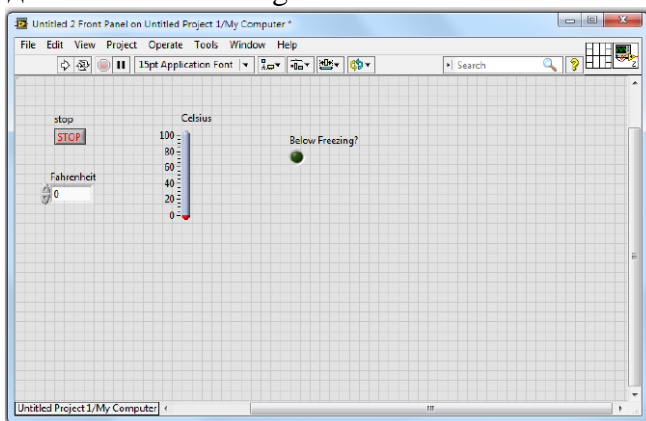 Untitled 2 Front Panel on Untitled Project 1/My Computer *
File Edit View Project Operate Tools Window Help
15pt Application Font
Search
2
stop
STOP
Celsius
100
80
60
40
20
0
Below Freezing?
Fahrenheit
0
Untitled Project 1/My Computer